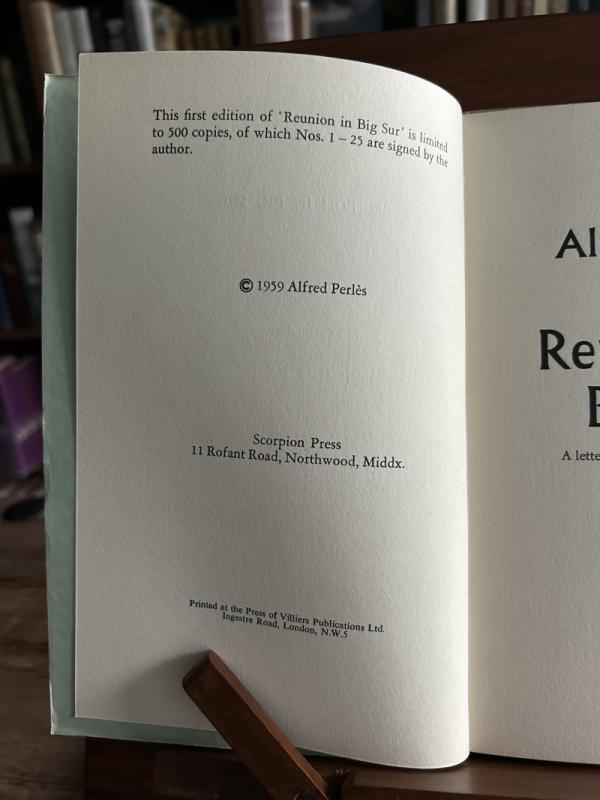 This first edition of 'Reunion in Big Sur' is limited
to 500 copies, of which Nos. 1 – 25 are signed by the
author.
© 1959 Alfred Perlès
Scorpion Press
11 Rofant Road, Northwood, Middx.
Printed at the Press of Villiers Publications Ltd.
Ingestre Road, London, N.W.5
Al
Re
B
A lette